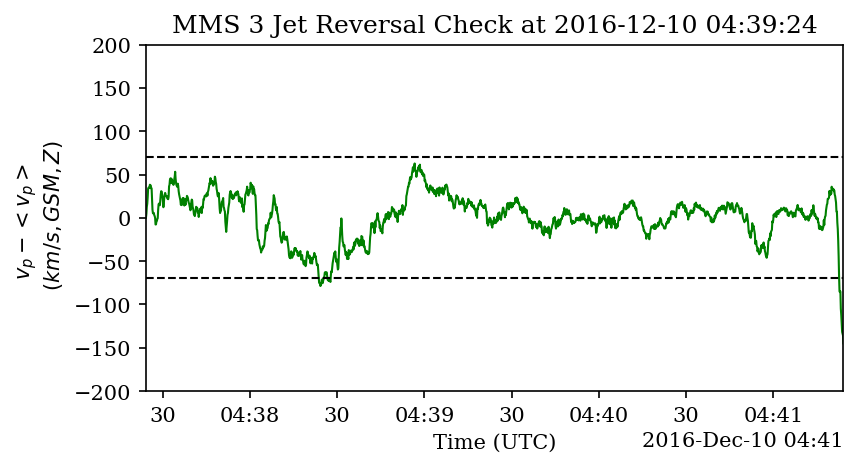 MMS 3 Jet Reversal Check at 2016-12-10 04:39:24
200
150
100
50
0
−50
−100
−150
−200
v_p − < v_p >
(km/s, GSM, Z)
30 04:38 30 04:39 30 04:40 30 04:41
Time (UTC)
2016-Dec-10 04:41